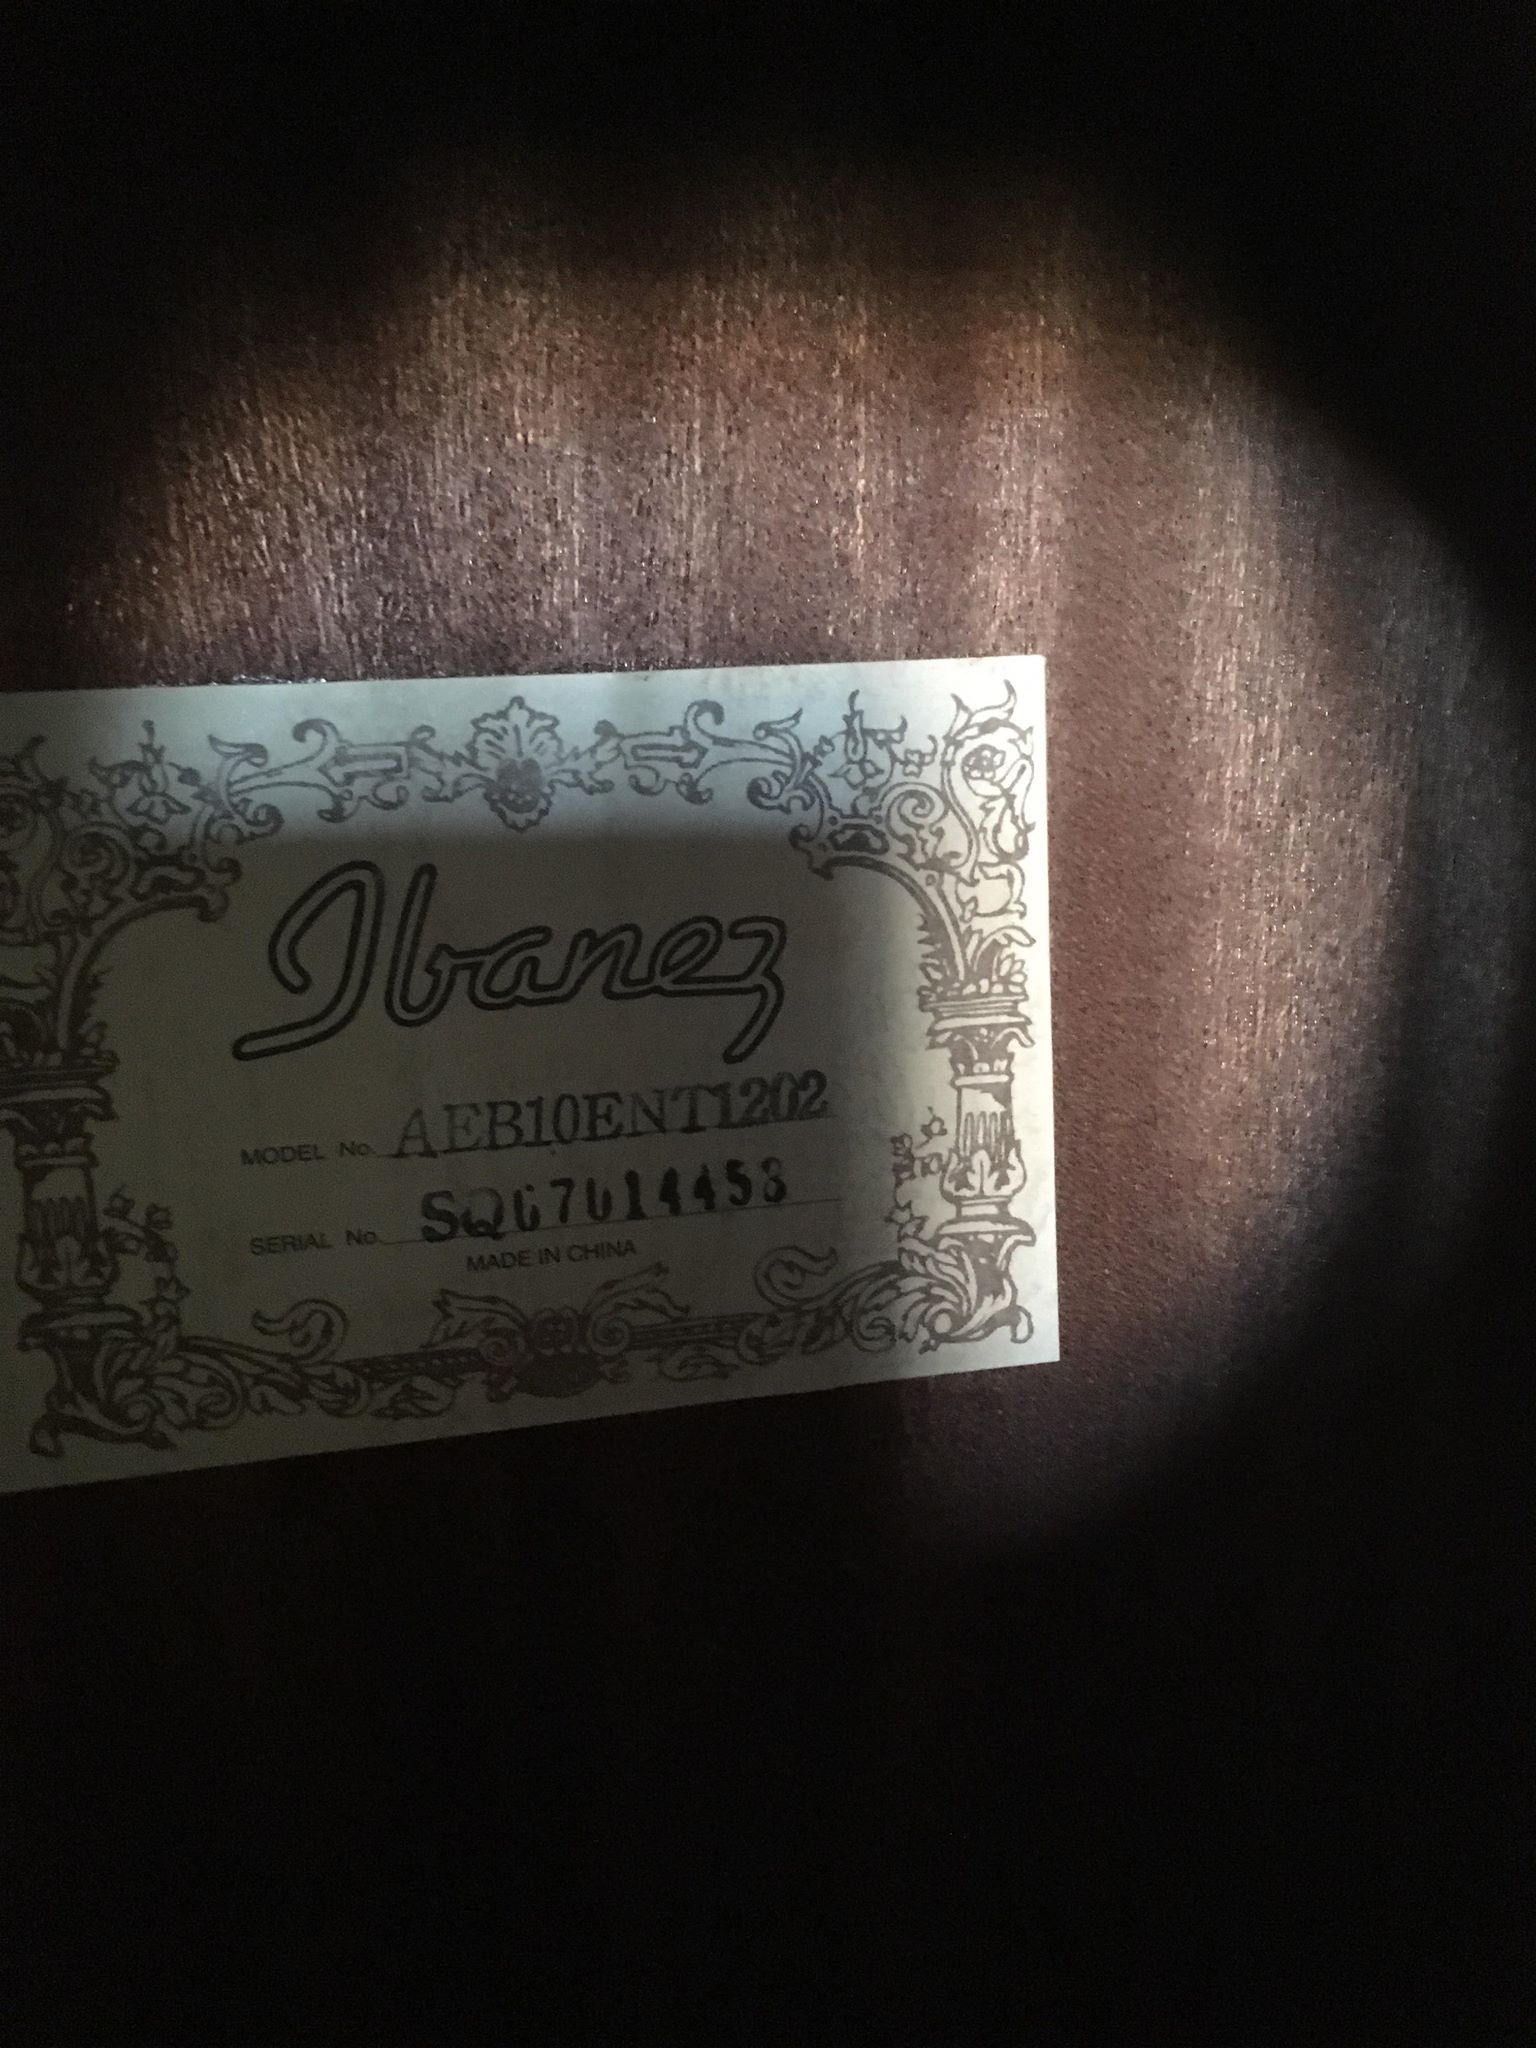 Ibanez
MODEL No. AEB10ENT1202
SERIAL No. SQ07014453
MADE IN CHINA